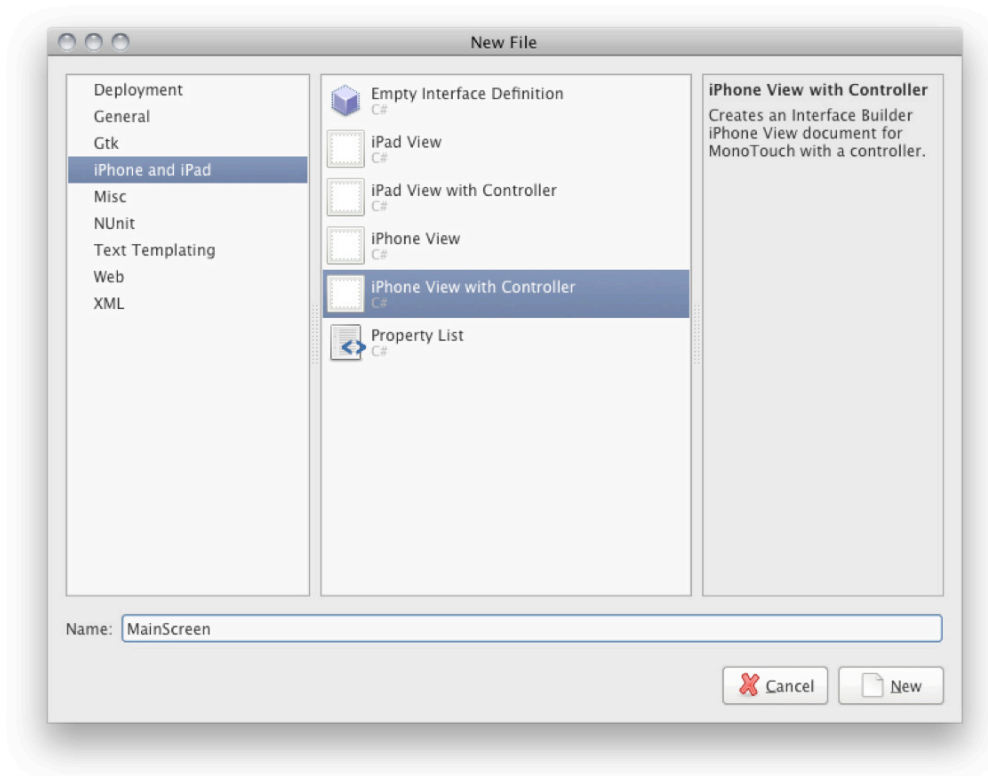 New File
Deployment
General
Gtk
iPhone and iPad
Misc
NUnit
Text Templating
Web
XML
Empty Interface Definition
C#
iPad View
C#
iPad View with Controller
C#
iPhone View
C#
iPhone View with Controller
C#
Property List
C#
iPhone View with Controller
Creates an Interface Builder
iPhone View document for
MonoTouch with a controller.
Name: MainScreen
Cancel
New